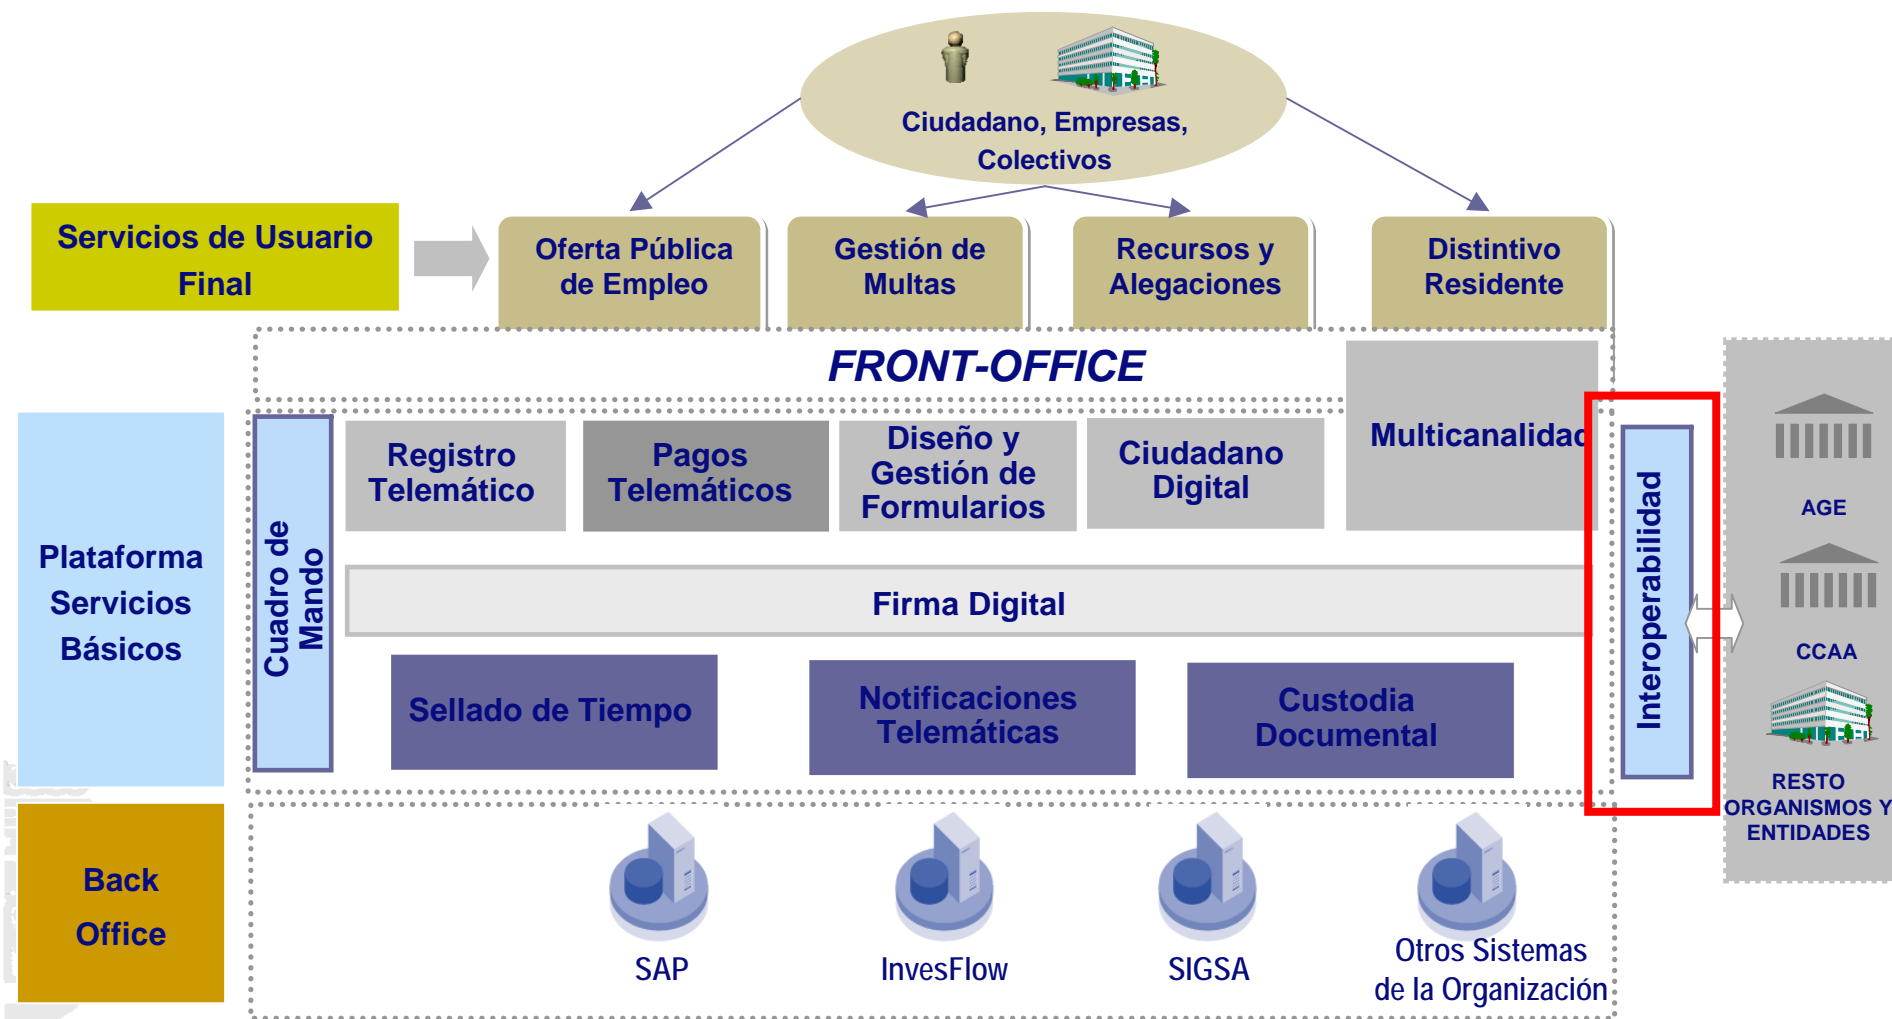 Ciudadano, Empresas,
Colectivos
Servicios de Usuario
Final
Oferta Pública
de Empleo
Gestión de
Multas
Recursos y
Alegaciones
Distintivo
Residente
FRONT-OFFICE
Plataforma
Servicios
Básicos
Cuadro de
Mando
Registro
Telemático
Pagos
Telemáticos
Diseño y
Gestión de
Formularios
Ciudadano
Digital
Multicanalidad
Firma Digital
Sellado de Tiempo
Notificaciones
Telemáticas
Custodia
Documental
Interoperabilidad
AGE
CCAA
RESTO
ORGANISMOS Y
ENTIDADES
Back
Office
SAP
InvesFlow
SIGSA
Otros Sistemas
de la Organización